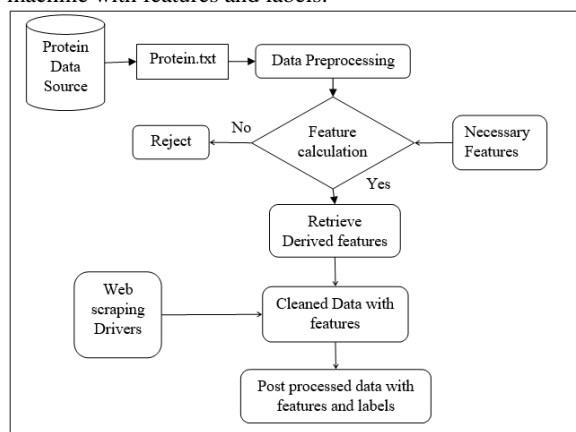 machine with features and labels.
Protein
Data
Source
Protein.txt
Data Preprocessing
No
Feature
calculation
Reject
Necessary
Features
Yes
Retrieve
Derived features
Web
scraping
Drivers
Cleaned Data with
features
Post processed data with
features and labels